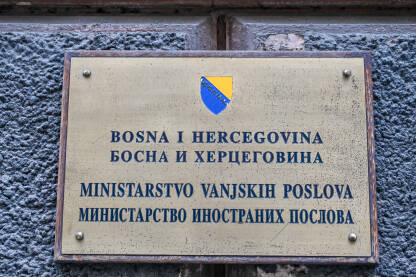 BOSNA I HERCEGOVINA
БОСНА И ХЕРЦЕГОВИНА
MINISTARSTVO VANJSKIH POSLOVA
МИНИСТАРСТВО ИНОСТРАНИХ ПОСЛОВА